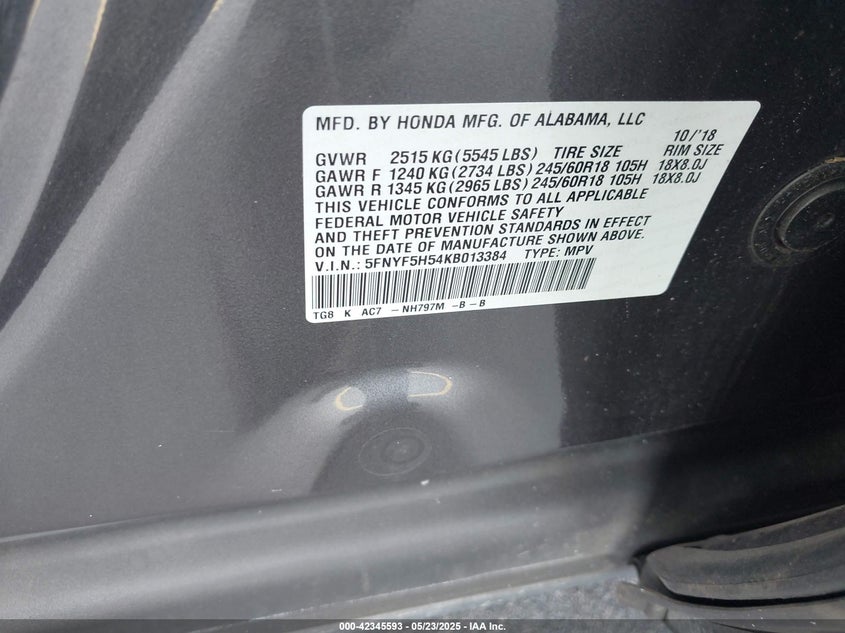 MFD. BY HONDA MFG. OF ALABAMA, LLC
10/'18
GVWR 2515 KG (5545 LBS) TIRE SIZE RIM SIZE
GAWR F 1240 KG (2734 LBS) 245/60R18 105H 18X8.0J
GAWR R 1345 KG (2965 LBS) 245/60R18 105H 18X8.0J
THIS VEHICLE CONFORMS TO ALL APPLICABLE
FEDERAL MOTOR VEHICLE SAFETY
AND THEFT PREVENTION STANDARDS IN EFFECT
ON THE DATE OF MANUFACTURE SHOWN ABOVE.
V.I.N.: 5FNYF5H54KB013384 TYPE: MPV
TG8 K AC7 -NH797M -B-B
000-42345593 - 05/23/2025 - IAA Inc.